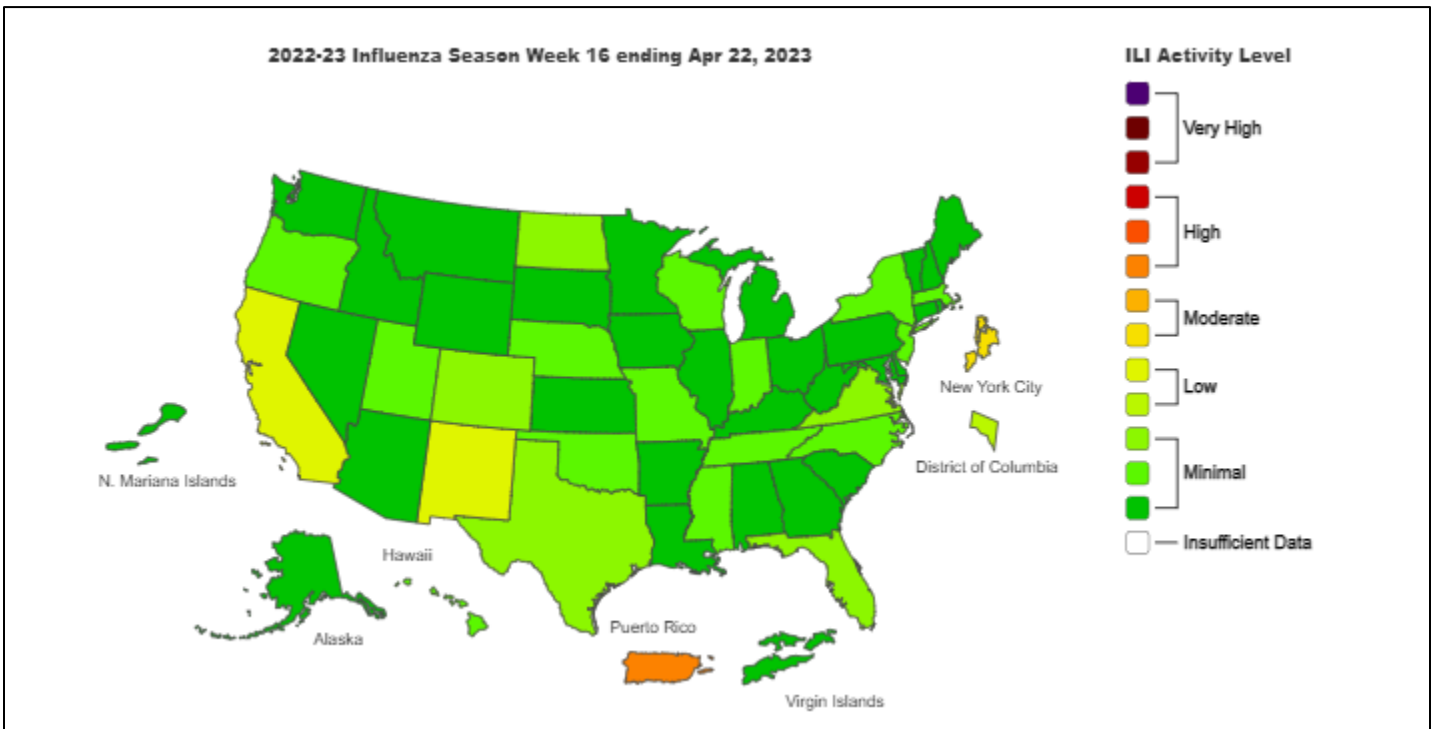 2022-23 Influenza Season Week 16 ending Apr 22, 2023
ILI Activity Level
Very High
High
Moderate
Low
Minimal
Insufficient Data
New York City
District of Columbia
N. Mariana Islands
Hawaii
Alaska
Puerto Rico
Virgin Islands